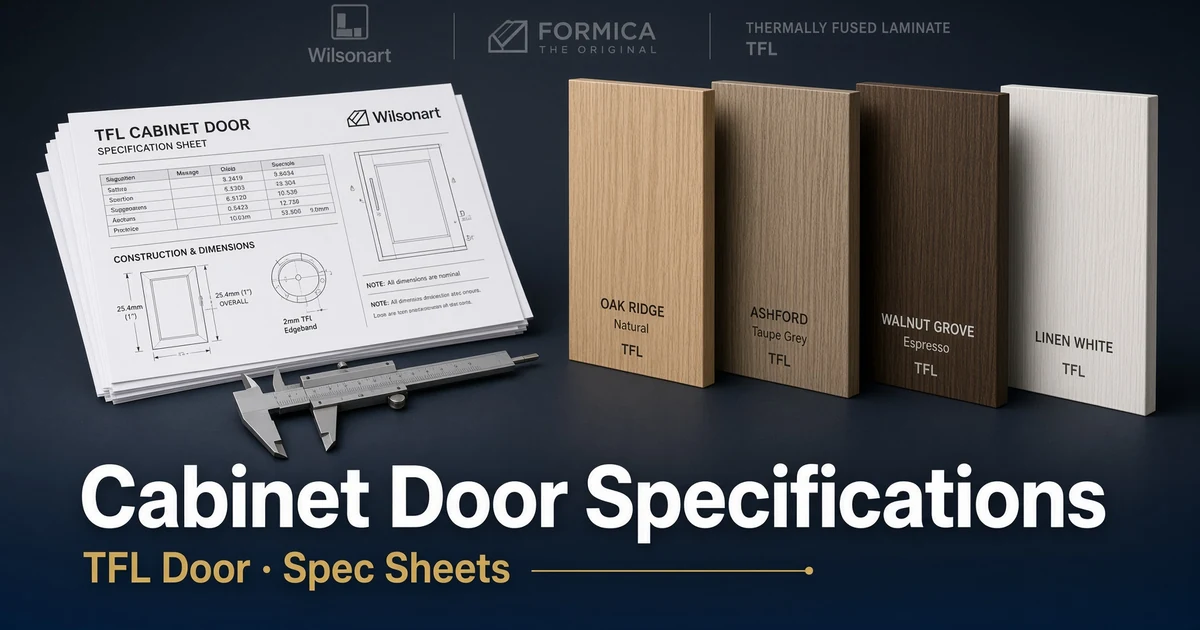 Wilsonart
FORMICA
THE ORIGINAL
THERMALLY FUSED LAMINATE
TFL
TFL CABINET DOOR
SPECIFICATION SHEET
Wilsonart
CONSTRUCTION & DIMENSIONS
25.4mm
(1")
25.4mm (1")
OVERALL
2mm TFL
Edgeband
NOTE: All dimensions are nominal
NOTE: All
OAK RIDGE
Natural
TFL
ASHFORD
Taupe Grey
TFL
WALNUT GROVE
Espresso
TFL
LINEN WHITE
TFL
Cabinet Door Specifications
TFL Door · Spec Sheets